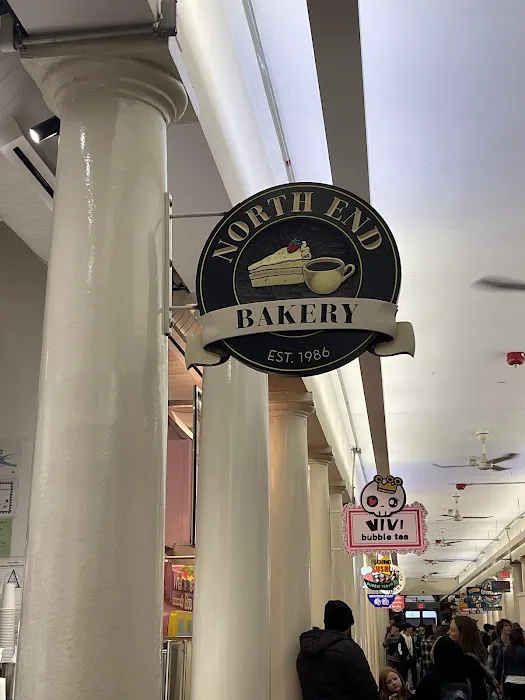 NORTH END
BAKERY
EST. 1986
VIVI
bubble tea